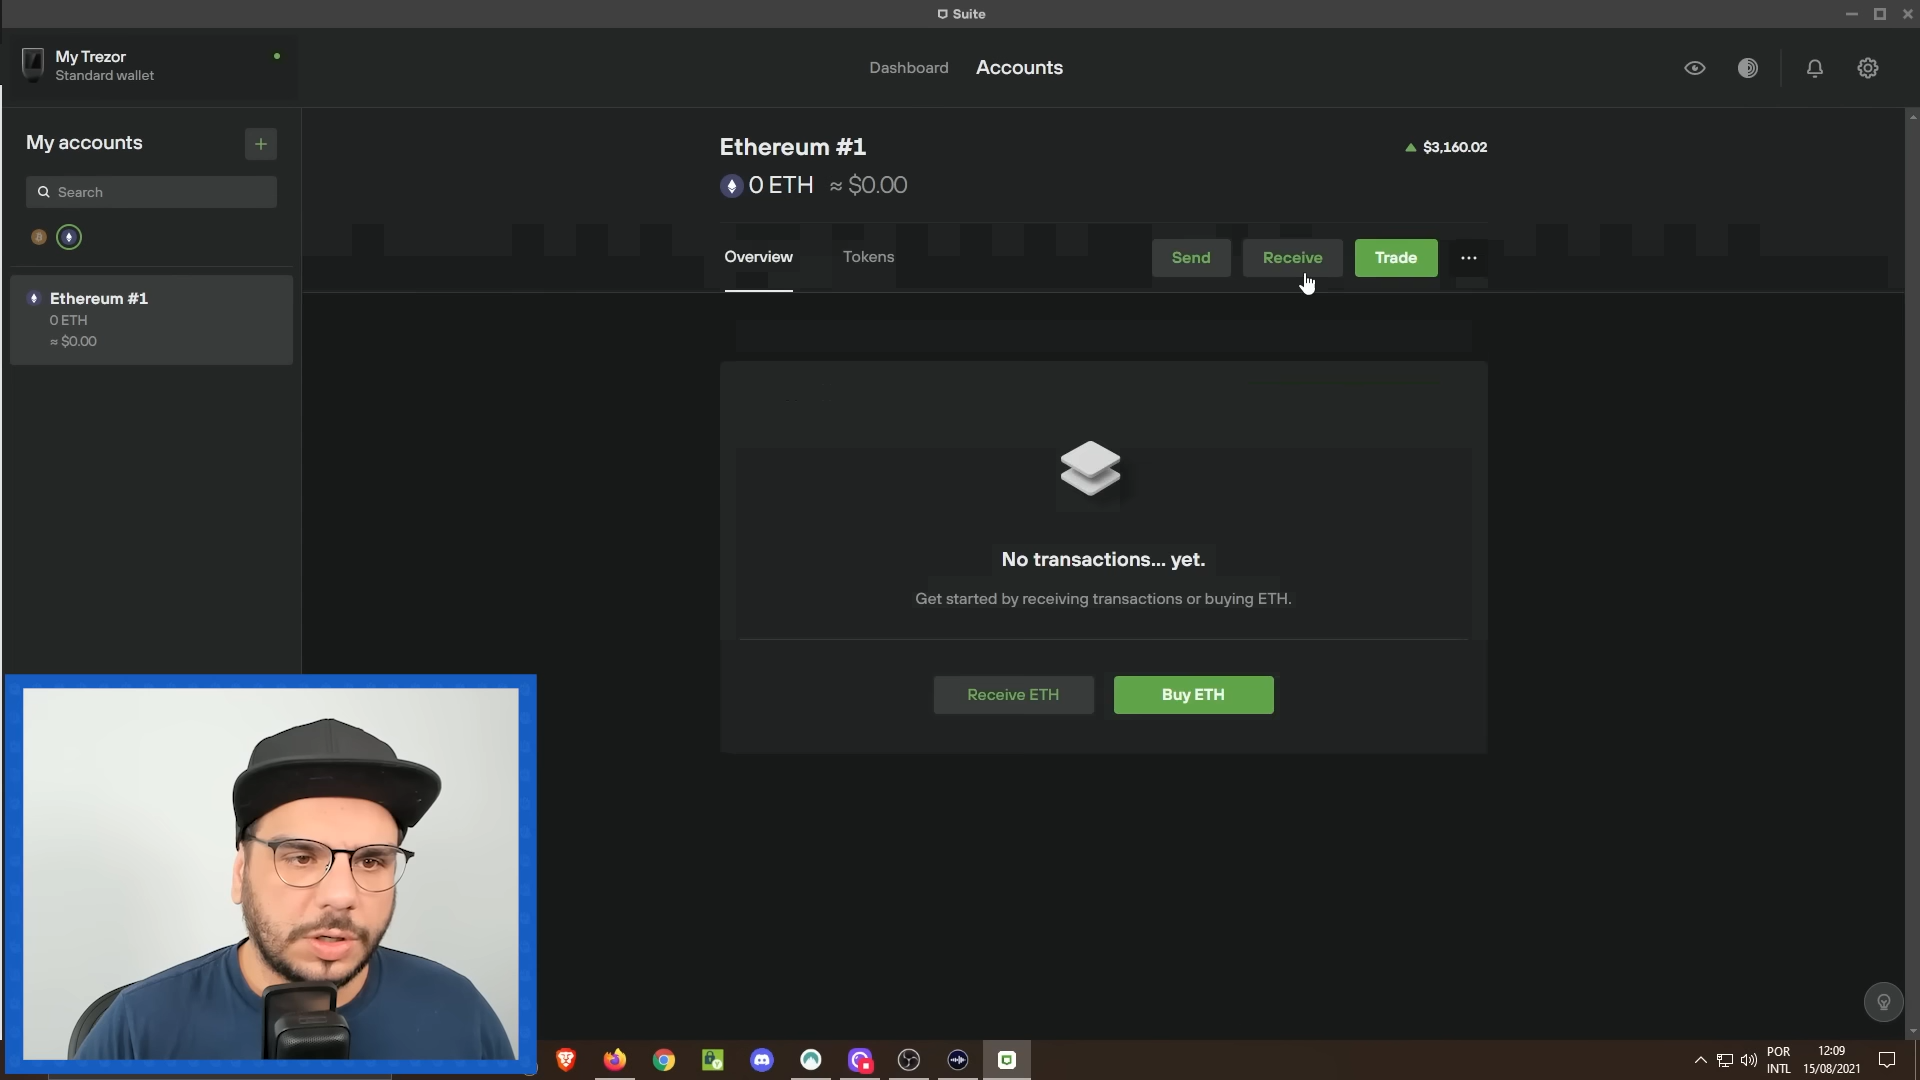 Suite
My Trezor
Standard wallet
Dashboard
Accounts
My accounts
+
Search
Ethereum #1
0 ETH
≈ $0.00
Ethereum #1
$3,160.02
0 ETH ≈ $0.00
Overview
Tokens
Send
Receive
Trade
No transactions... yet.
Get started by receiving transactions or buying ETH.
Receive ETH
Buy ETH
POR
INTL
12:09
15/08/2021